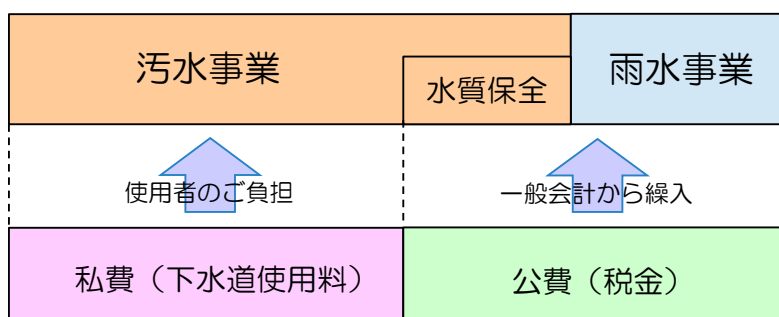 汚水事業
水質保全
雨水事業
使用者のご負担
一般会計から繰入
私費（下水道使用料）
公費（税金）